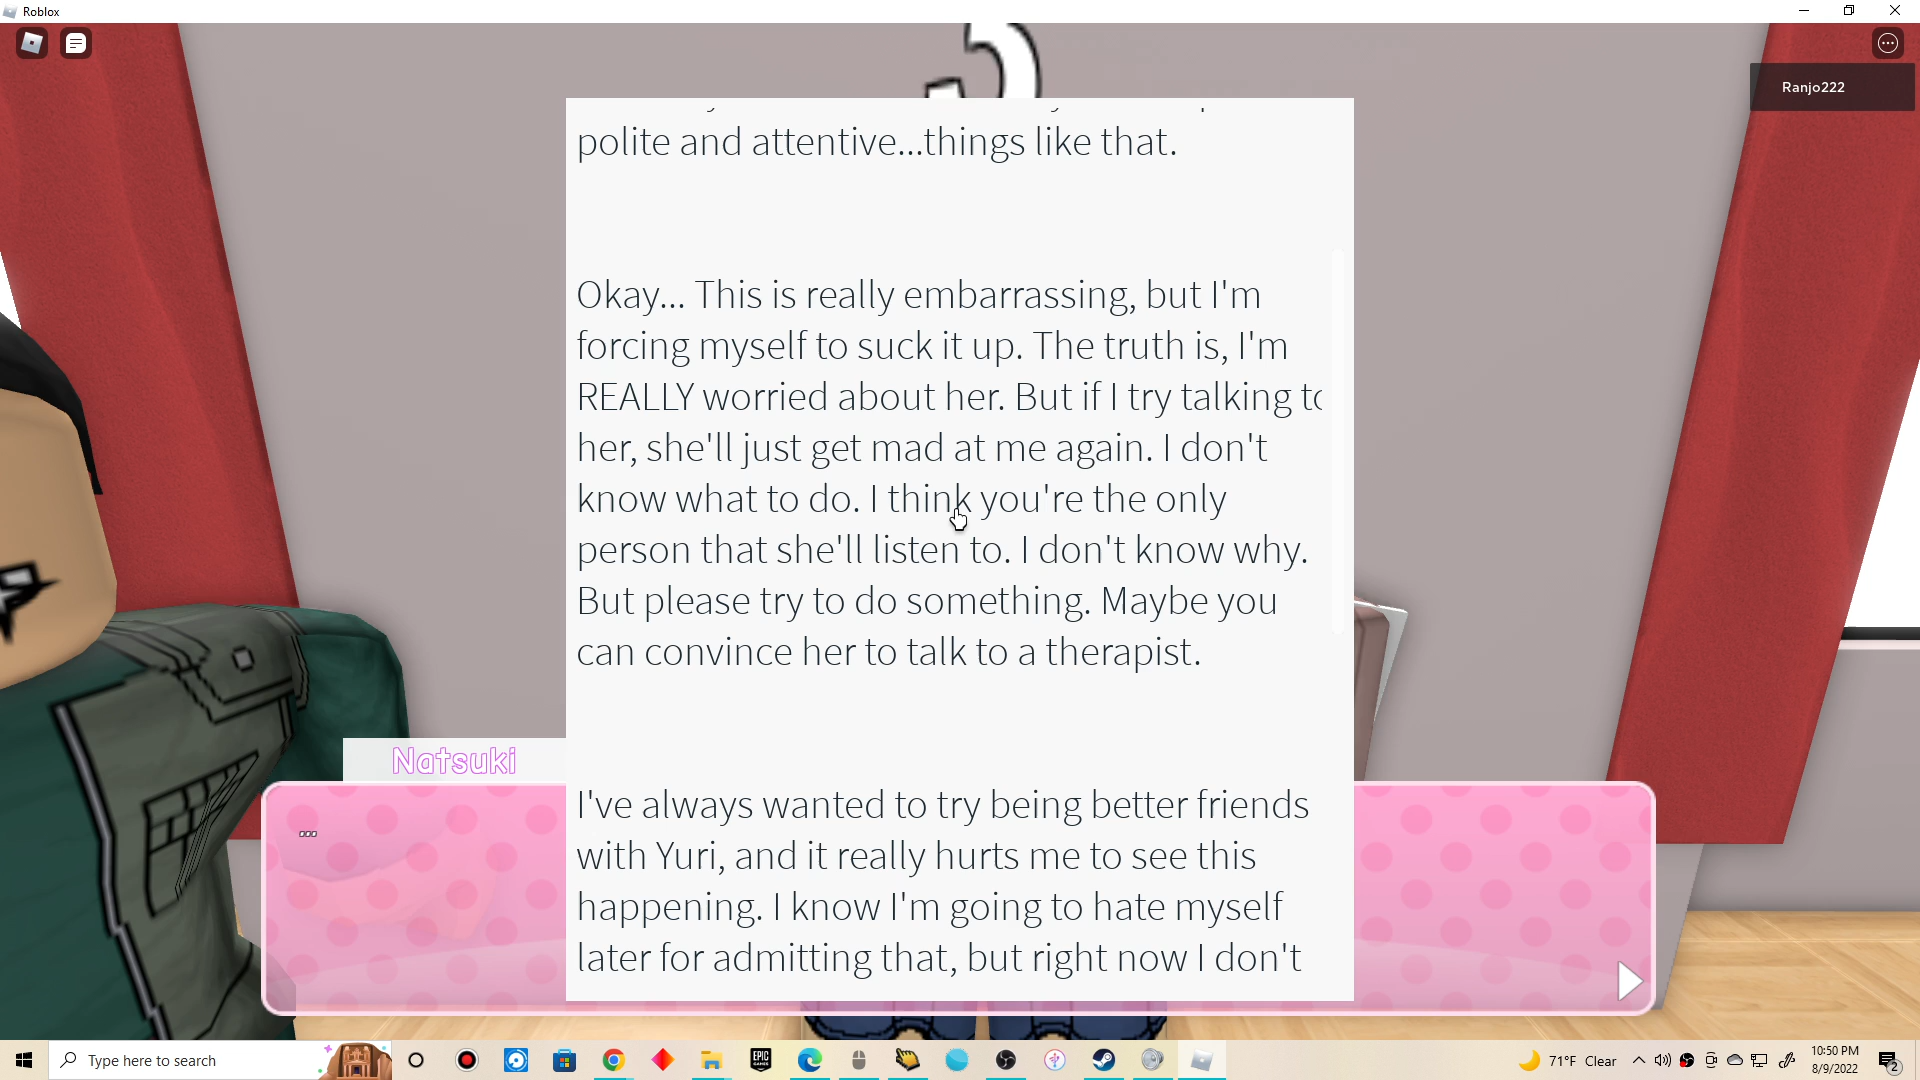 Roblox
Ranjo222
polite and attentive...things like that.
Okay... This is really embarrassing, but I'm
forcing myself to suck it up. The truth is, I'm
REALLY worried about her. But if I try talking to
her, she'll just get mad at me again. I don't
know what to do. I think you're the only
person that she'll listen to. I don't know why.
But please try to do something. Maybe you
can convince her to talk to a therapist.
I've always wanted to try being better friends
with Yuri, and it really hurts me to see this
happening. I know I'm going to hate myself
later for admitting that, but right now I don't
Natsuki
...
Type here to search
EPIC
GAMES
71°F Clear
10:50 PM
8/9/2022
2